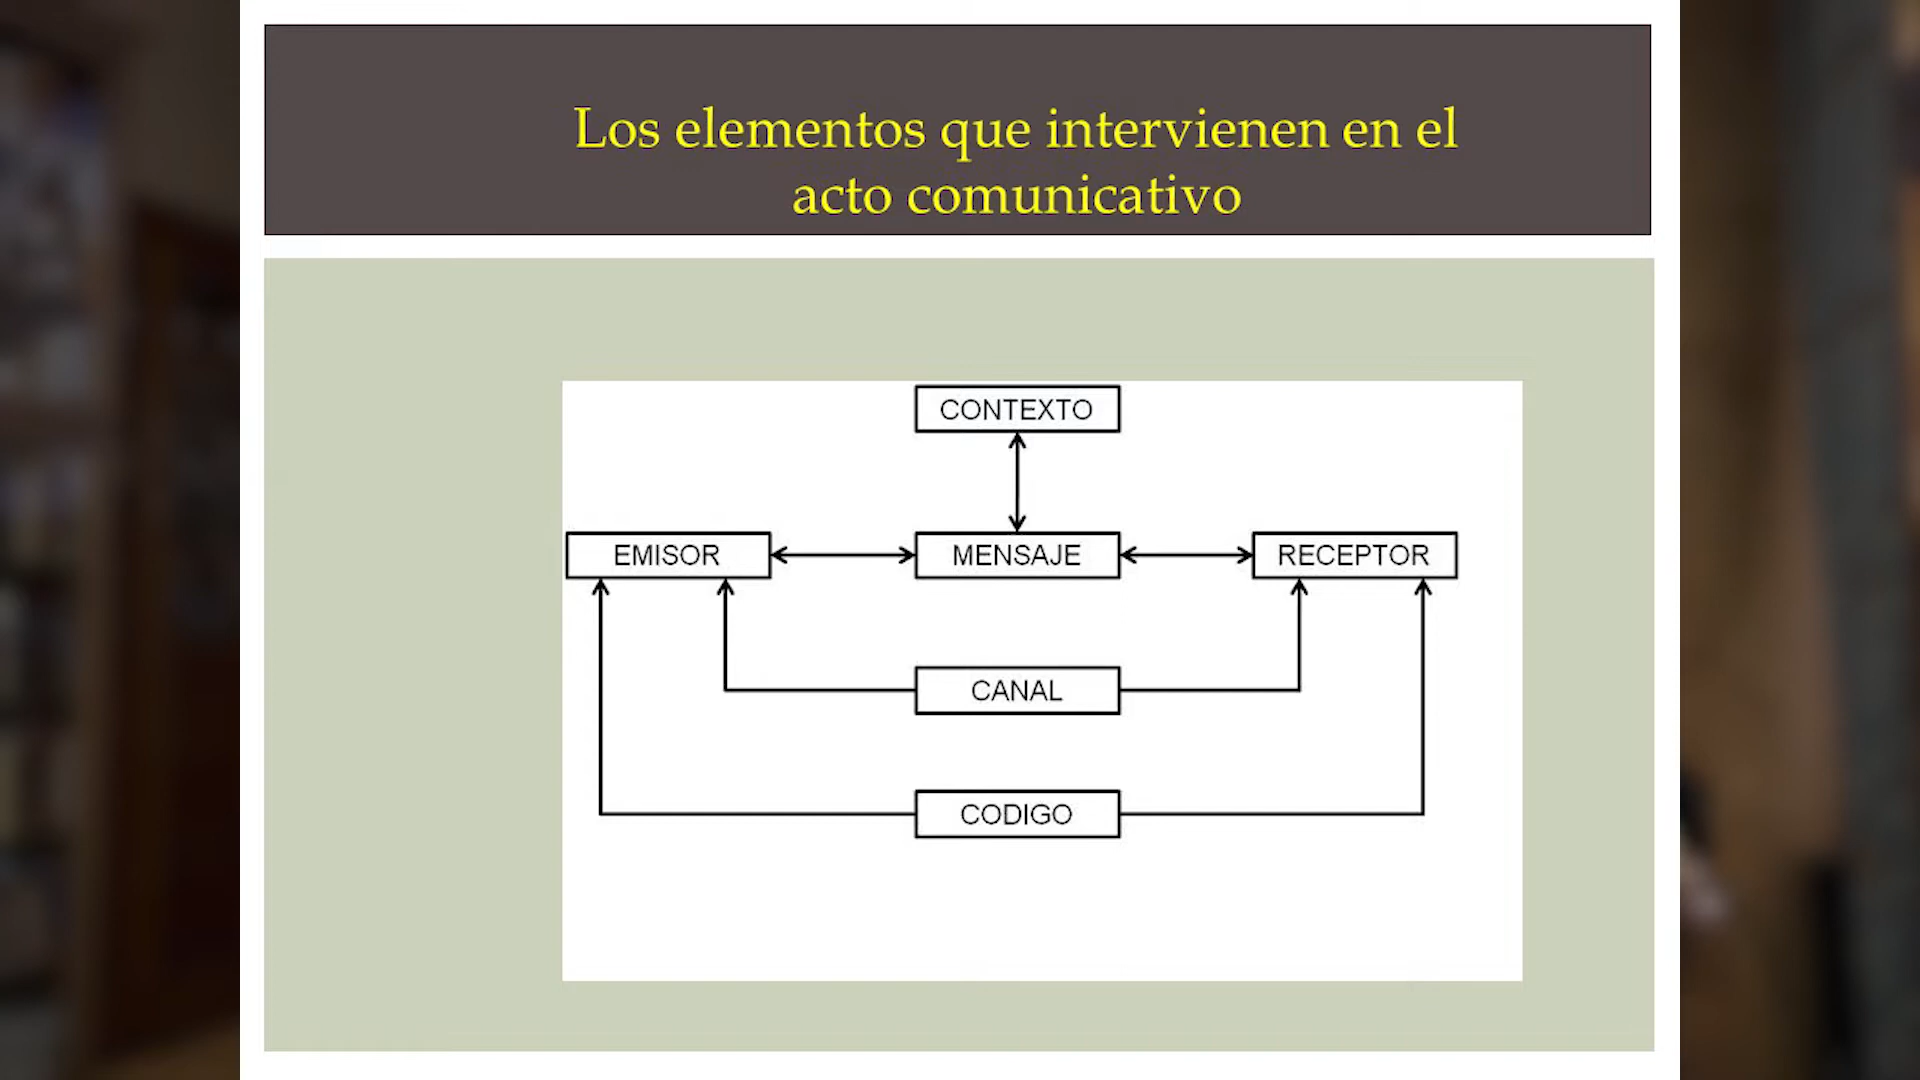 Los elementos que intervienen en el
acto comunicativo
CONTEXTO
EMISOR
MENSAJE
RECEPTOR
CANAL
CODIGO